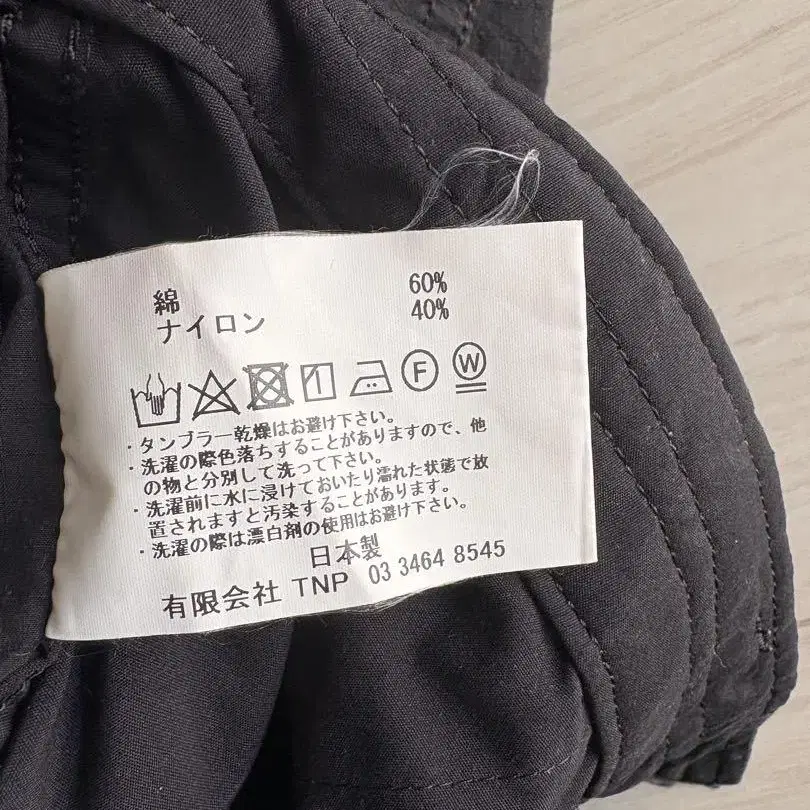 綿 60%
ナイロン 40%
F W
・タンブラー乾燥はお避け下さい。
・洗濯の際色落ちすることがありますので、他
の物と分別して洗って下さい。
・洗濯前に水に浸けておいたり濡れた状態で放
置されますと汚染することがあります。
・洗濯の際は漂白剤の使用はお避け下さい。
日本製
有限会社 TNP 03 3464 8545